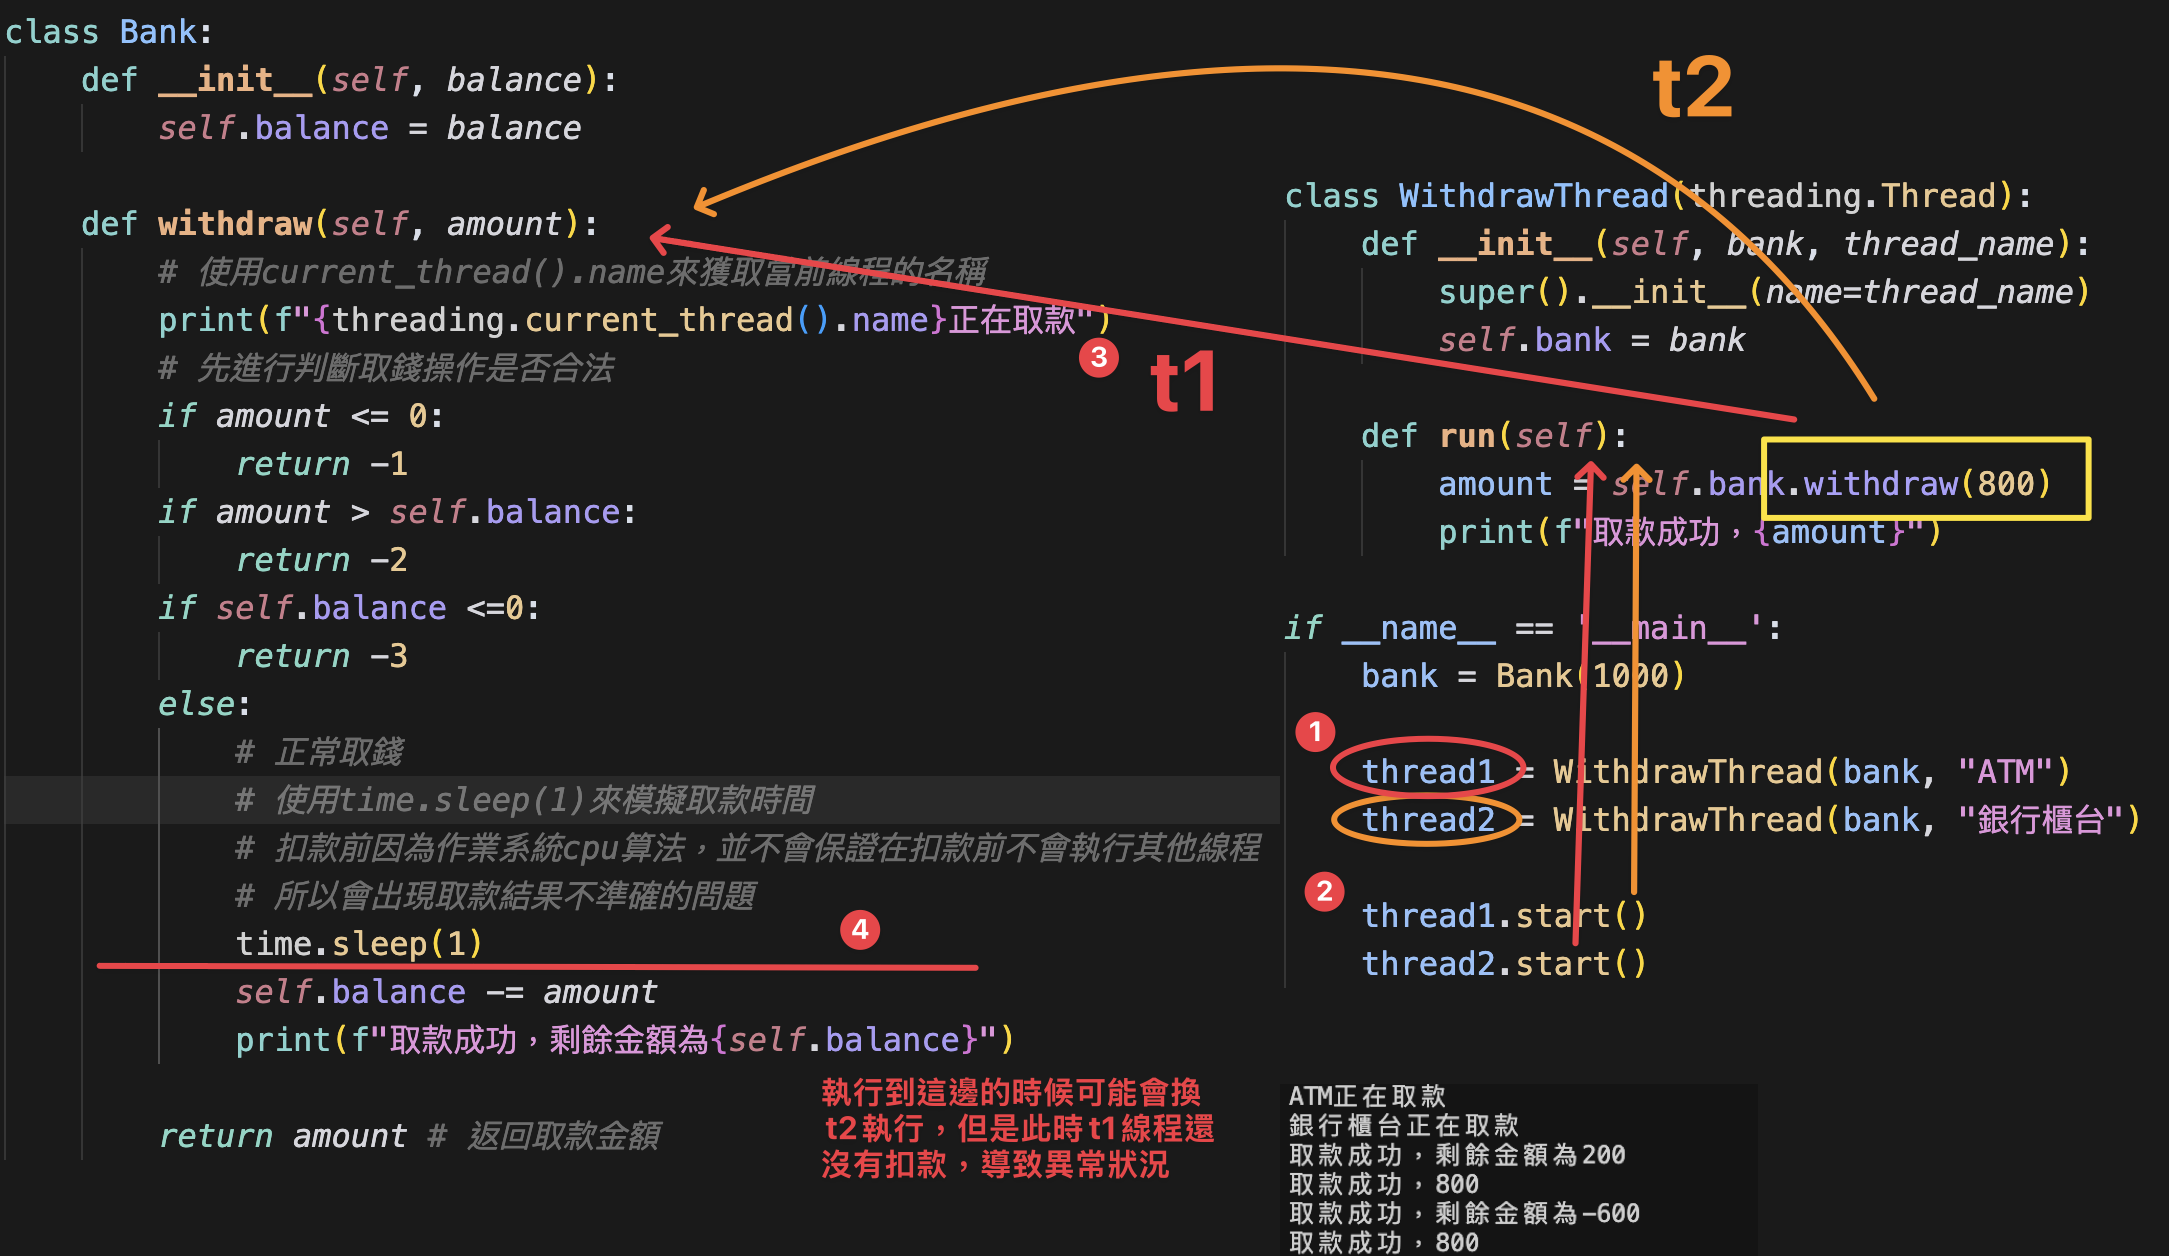 class Bank:
    def __init__(self, balance):
        self.balance = balance

    def withdraw(self, amount):
        # 使用current_thread().name來獲取當前線程的名稱
        print(f"{threading.current_thread().name}正在取款")
        # 先進行判斷取錢操作是否合法
        if amount <= 0:
            return -1
        if amount > self.balance:
            return -2
        if self.balance <=0:
            return -3
        else:
            # 正常取錢
            # 使用time.sleep(1)來模擬取款時間
            # 扣款前因為作業系統cpu算法，並不會保證在扣款前不會執行其他線程
            # 所以會出現取款結果不準確的問題
            time.sleep(1)
            self.balance -= amount
            print(f"取款成功，剩餘金額為{self.balance}")

        return amount # 返回取款金額
3
t1
4
執行到這邊的時候可能會換
t2執行，但是此時t1線程還
沒有扣款，導致異常狀況
t2
class WithdrawThread(threading.Thread):
    def __init__(self, bank, thread_name):
        super().__init__(name=thread_name)
        self.bank = bank

    def run(self):
        amount = self.bank.withdraw(800)
        print(f"取款成功，{amount}")

if __name__ == '__main__':
    bank = Bank(1000)
1
    thread1 = WithdrawThread(bank, "ATM")
    thread2 = WithdrawThread(bank, "銀行櫃台")
2
    thread1.start()
    thread2.start()
ATM正在取款
銀行櫃台正在取款
取款成功，剩餘金額為200
取款成功，800
取款成功，剩餘金額為-600
取款成功，800